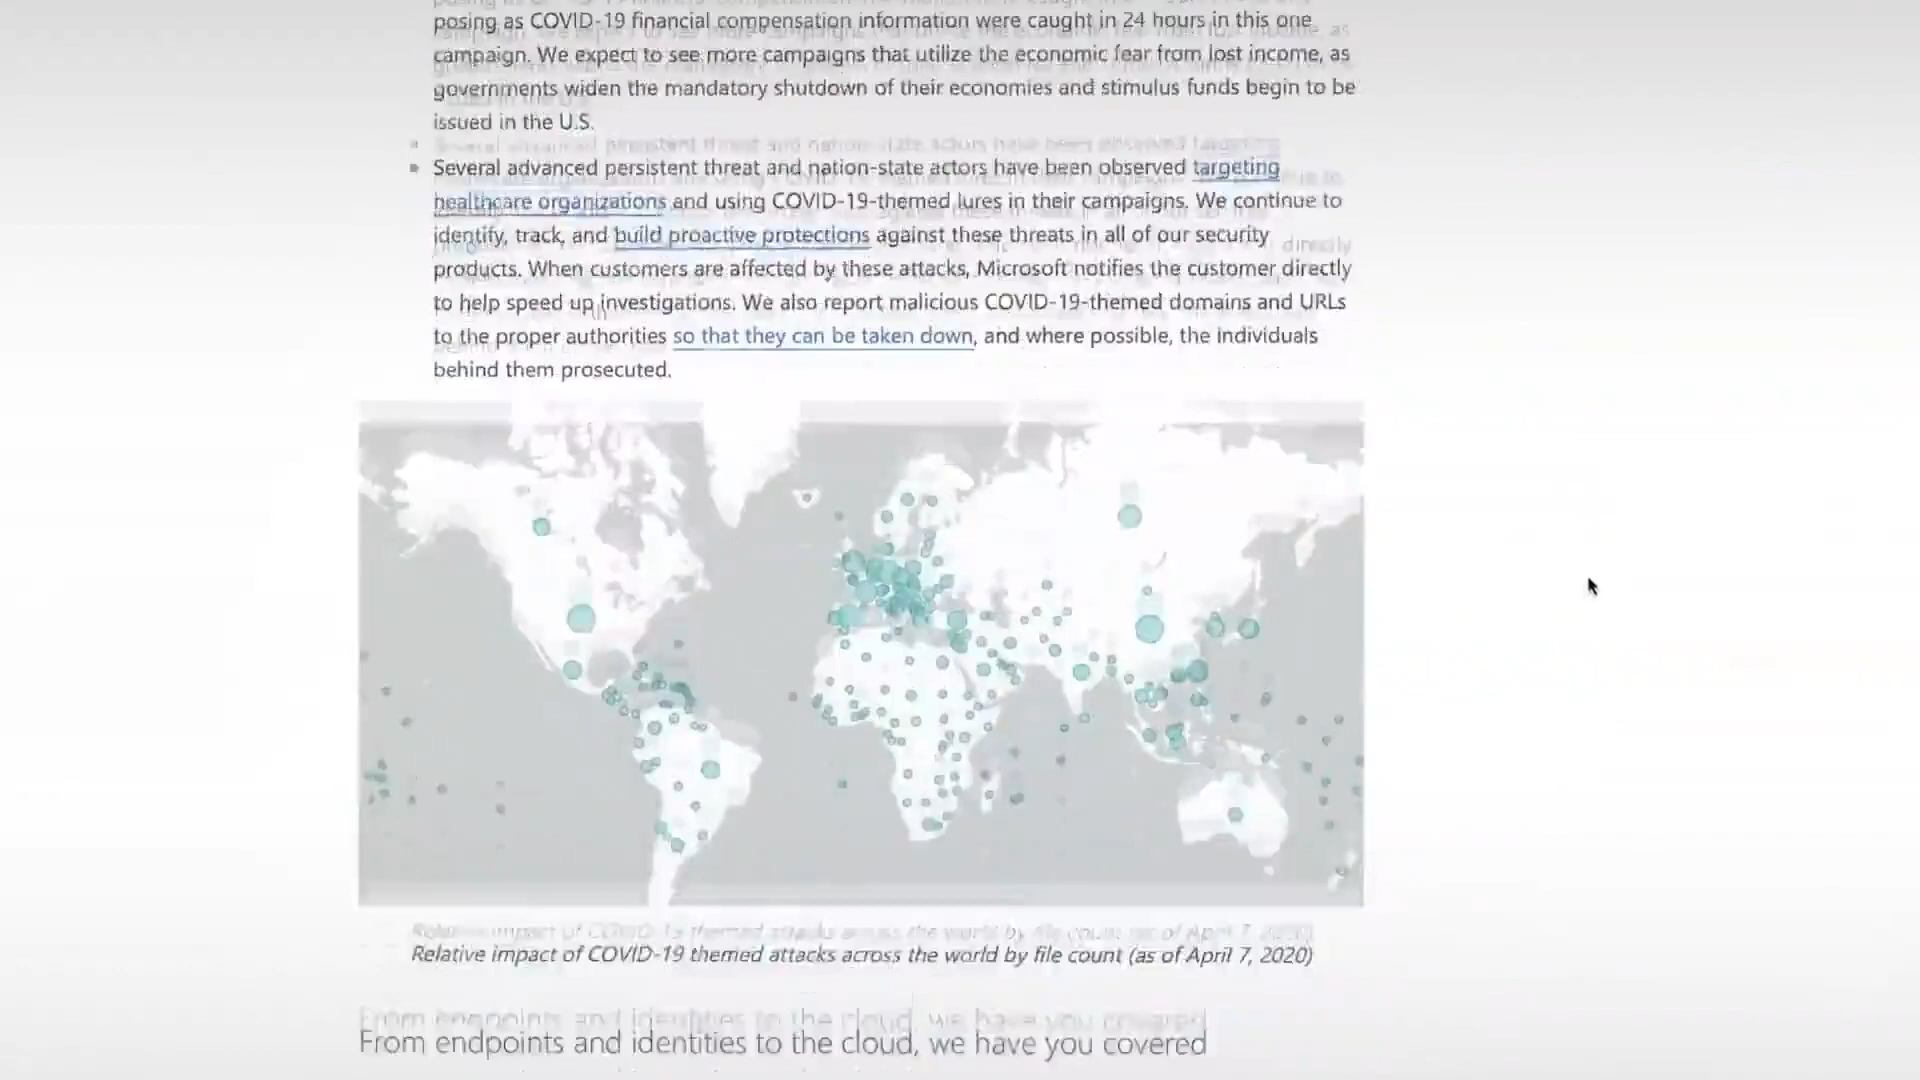 posing as COVID-19 financial compensation information were caught in 24 hours in this one
campaign. We expect to see more campaigns that utilize the economic fear from lost income, as
governments widen the mandatory shutdown of their economies and stimulus funds begin to be
issued in the U.S.
Several advanced persistent threat and nation-state actors have been observed targeting
healthcare organizations and using COVID-19-themed lures in their campaigns. We continue to
identify, track, and build proactive protections against these threats in all of our security
products. When customers are affected by these attacks, Microsoft notifies the customer directly
to help speed up investigations. We also report malicious COVID-19-themed domains and URLs
to the proper authorities so that they can be taken down, and where possible, the individuals
behind them prosecuted.
Relative impact of COVID-19 themed attacks across the world by file count (as of April 7, 2020)
From endpoints and identities to the cloud, we have you covered